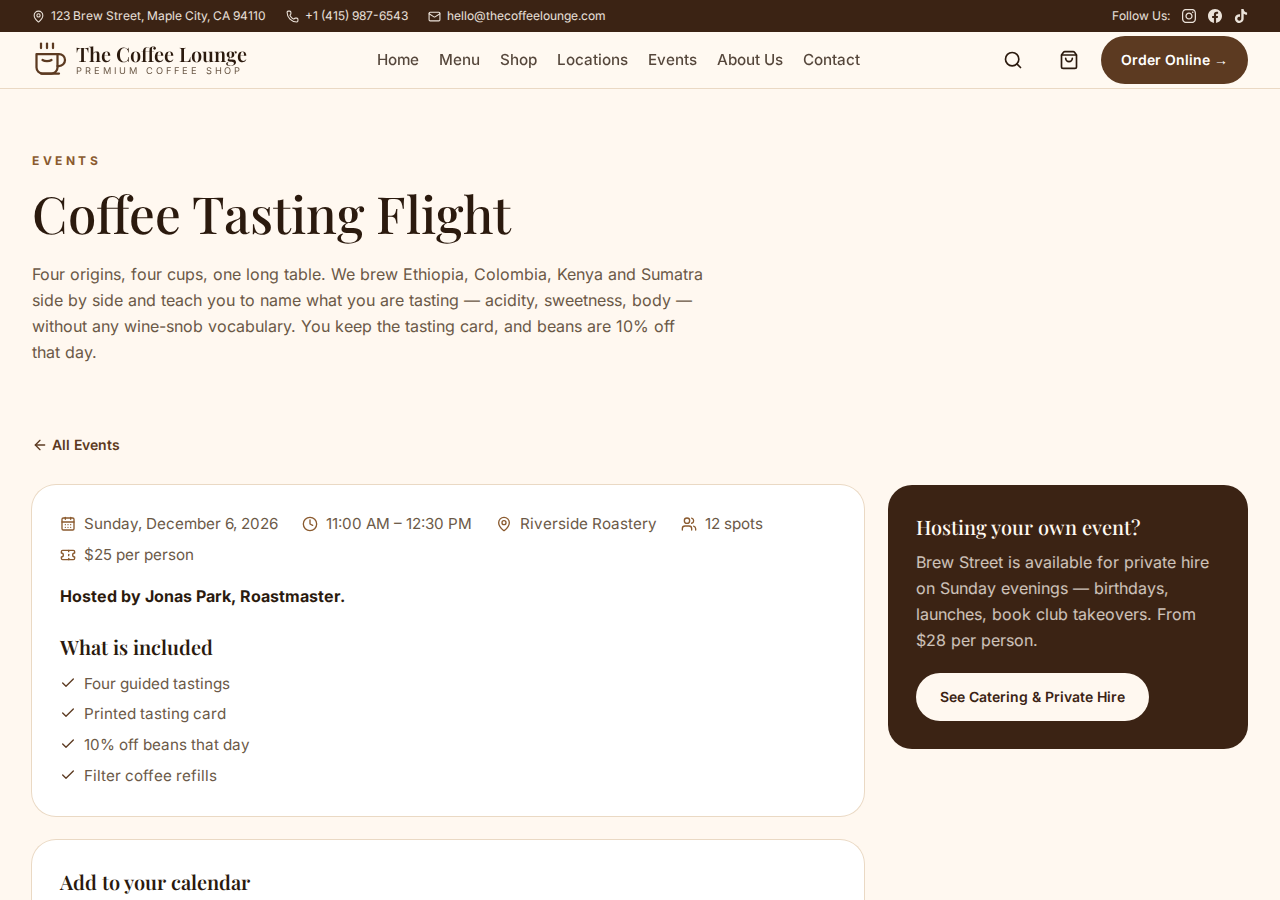 123 Brew Street, Maple City, CA 94110
+1 (415) 987-6543
hello@thecoffeelounge.com
Follow Us:
The Coffee Lounge
PREMIUM COFFEE SHOP
Home
Menu
Shop
Locations
Events
About Us
Contact
Order Online →
EVENTS
Coffee Tasting Flight
Four origins, four cups, one long table. We brew Ethiopia, Colombia, Kenya and Sumatra
side by side and teach you to name what you are tasting — acidity, sweetness, body —
without any wine-snob vocabulary. You keep the tasting card, and beans are 10% off
that day.
← All Events
Sunday, December 6, 2026
11:00 AM – 12:30 PM
Riverside Roastery
12 spots
$25 per person
Hosted by Jonas Park, Roastmaster.
What is included
Four guided tastings
Printed tasting card
10% off beans that day
Filter coffee refills
Hosting your own event?
Brew Street is available for private hire
on Sunday evenings — birthdays,
launches, book club takeovers. From
$28 per person.
See Catering & Private Hire
Add to your calendar